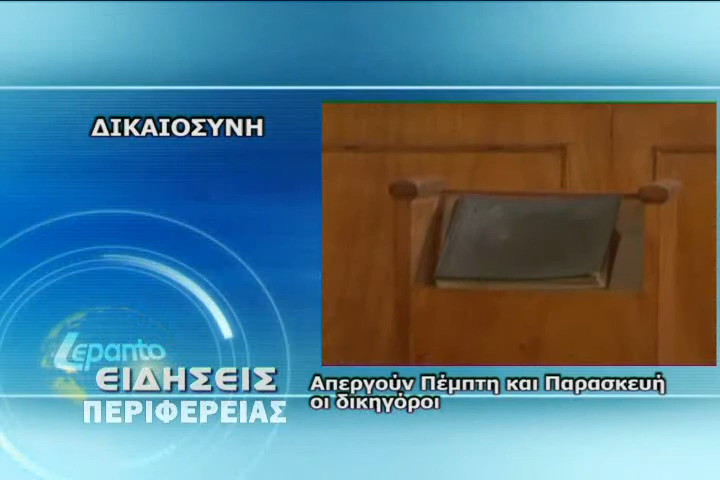 ΔΙΚΑΙΟΣΥΝΗ
Lepanto
ΕΙΔΗΣΕΙΣ
ΠΕΡΙΦΕΡΕΙΑΣ
Απεργούν Πέμπτη και Παρασκευή
οι δικηγόροι